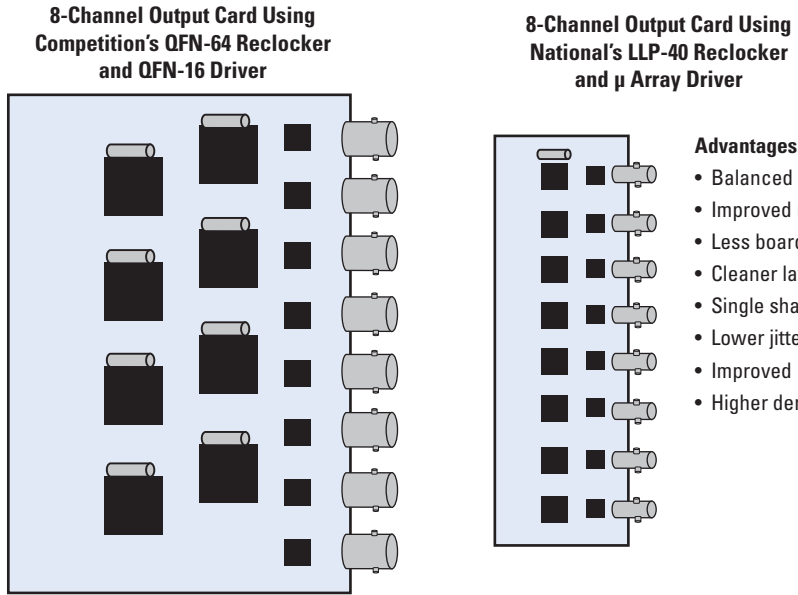 8-Channel Output Card Using
Competition's QFN-64 Reclocker
and QFN-16 Driver
8-Channel Output Card Using
National's LLP-40 Reclocker
and µ Array Driver
Advantages
• Balanced
• Improved
• Less board
• Cleaner la
• Single sha
• Lower jitte
• Improved
• Higher den